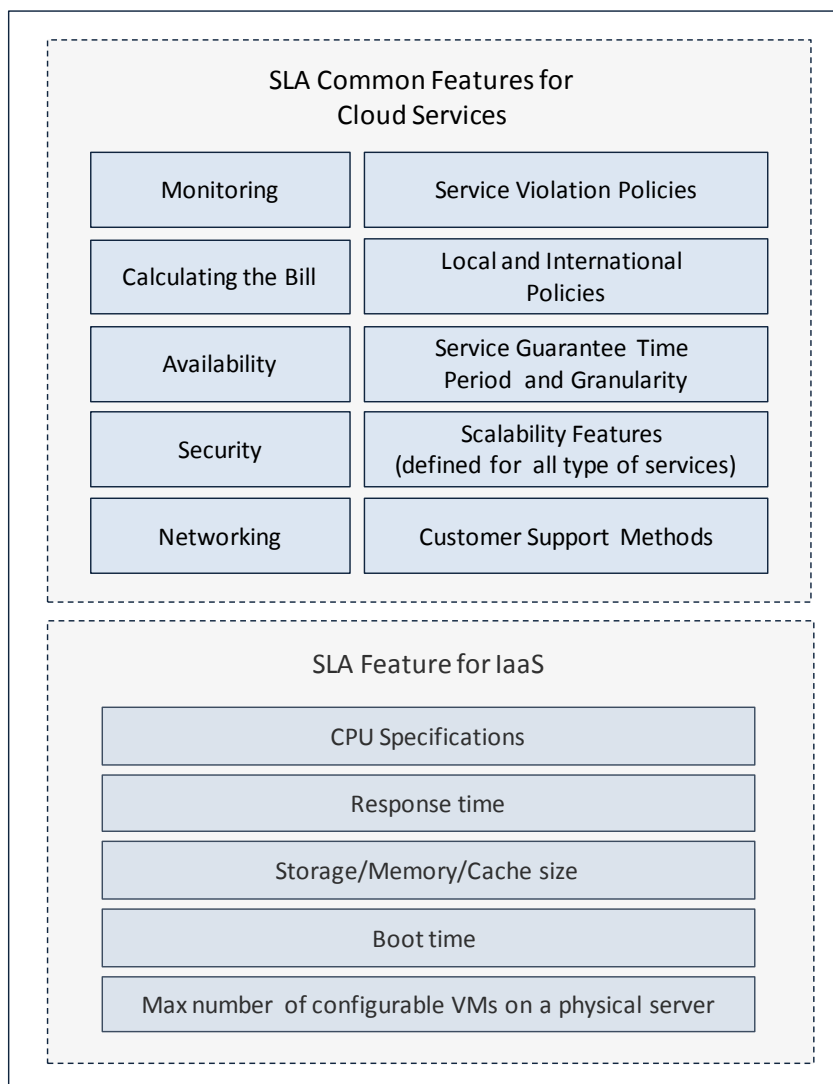 SLA Common Features for
Cloud Services
Monitoring
Service Violation Policies
Calculating the Bill
Local and International
Policies
Availability
Service Guarantee Time
Period and Granularity
Security
Scalability Features
(defined for all type of services)
Networking
Customer Support Methods
SLA Feature for IaaS
CPU Specifications
Response time
Storage/Memory/Cache size
Boot time
Max number of configurable VMs on a physical server